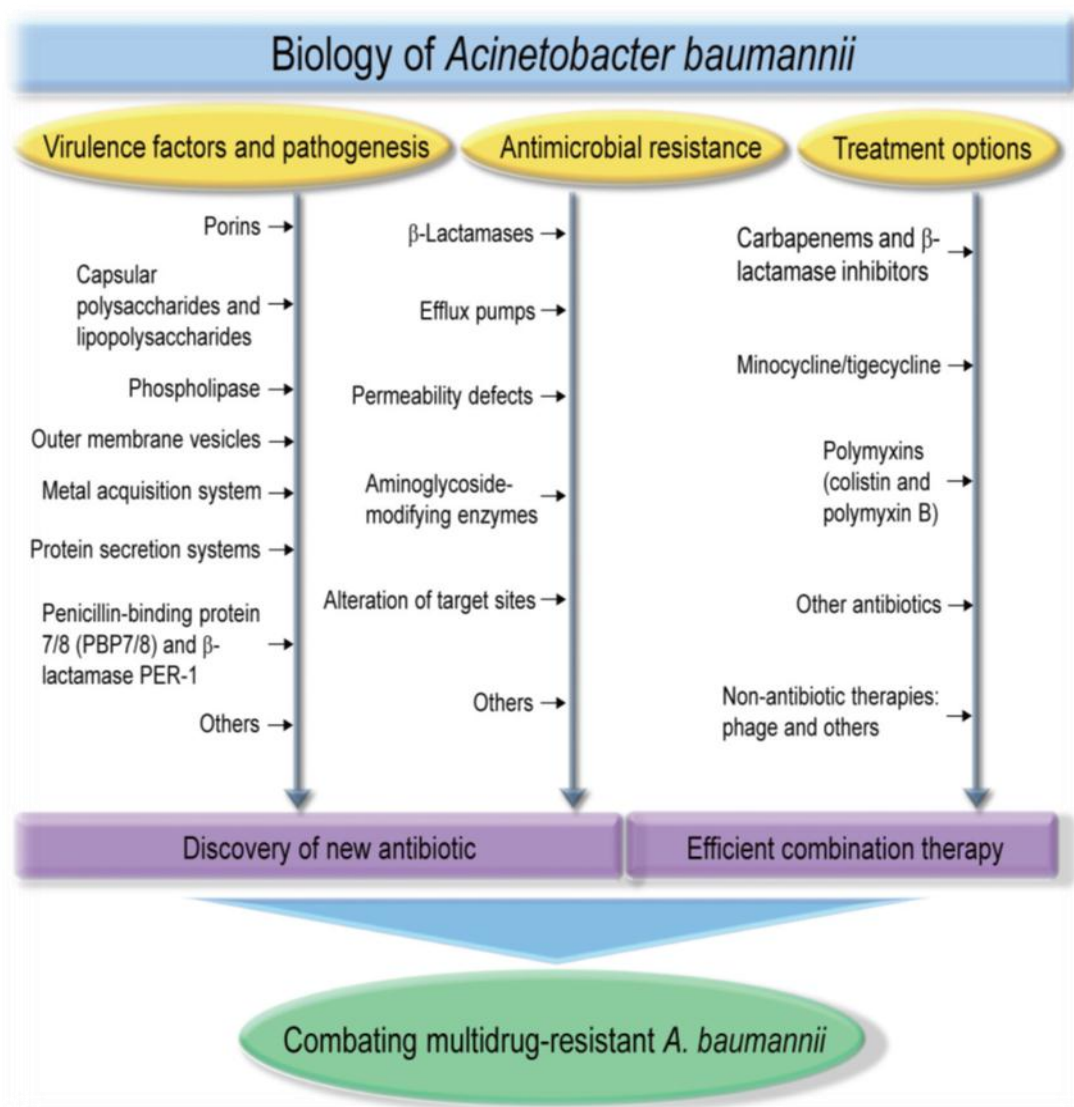 Biology of Acinetobacter baumannii
Virulence factors and pathogenesis
Porins
Capsular
polysaccharides and
lipopolysaccharides
Phospholipase
Outer membrane vesicles
Metal acquisition system
Protein secretion systems
Penicillin-binding protein
7/8 (PBP7/8) and β-
lactamase PER-1
Others
Antimicrobial resistance
β-Lactamases
Efflux pumps
Permeability defects
Aminoglycoside-
modifying enzymes
Alteration of target sites
Others
Treatment options
Carbapenems and β-
lactamase inhibitors
Minocycline/tigecycline
Polymyxins
(colistin and
polymyxin B)
Other antibiotics
Non-antibiotic therapies:
phage and others
Discovery of new antibiotic
Efficient combination therapy
Combating multidrug-resistant A. baumannii